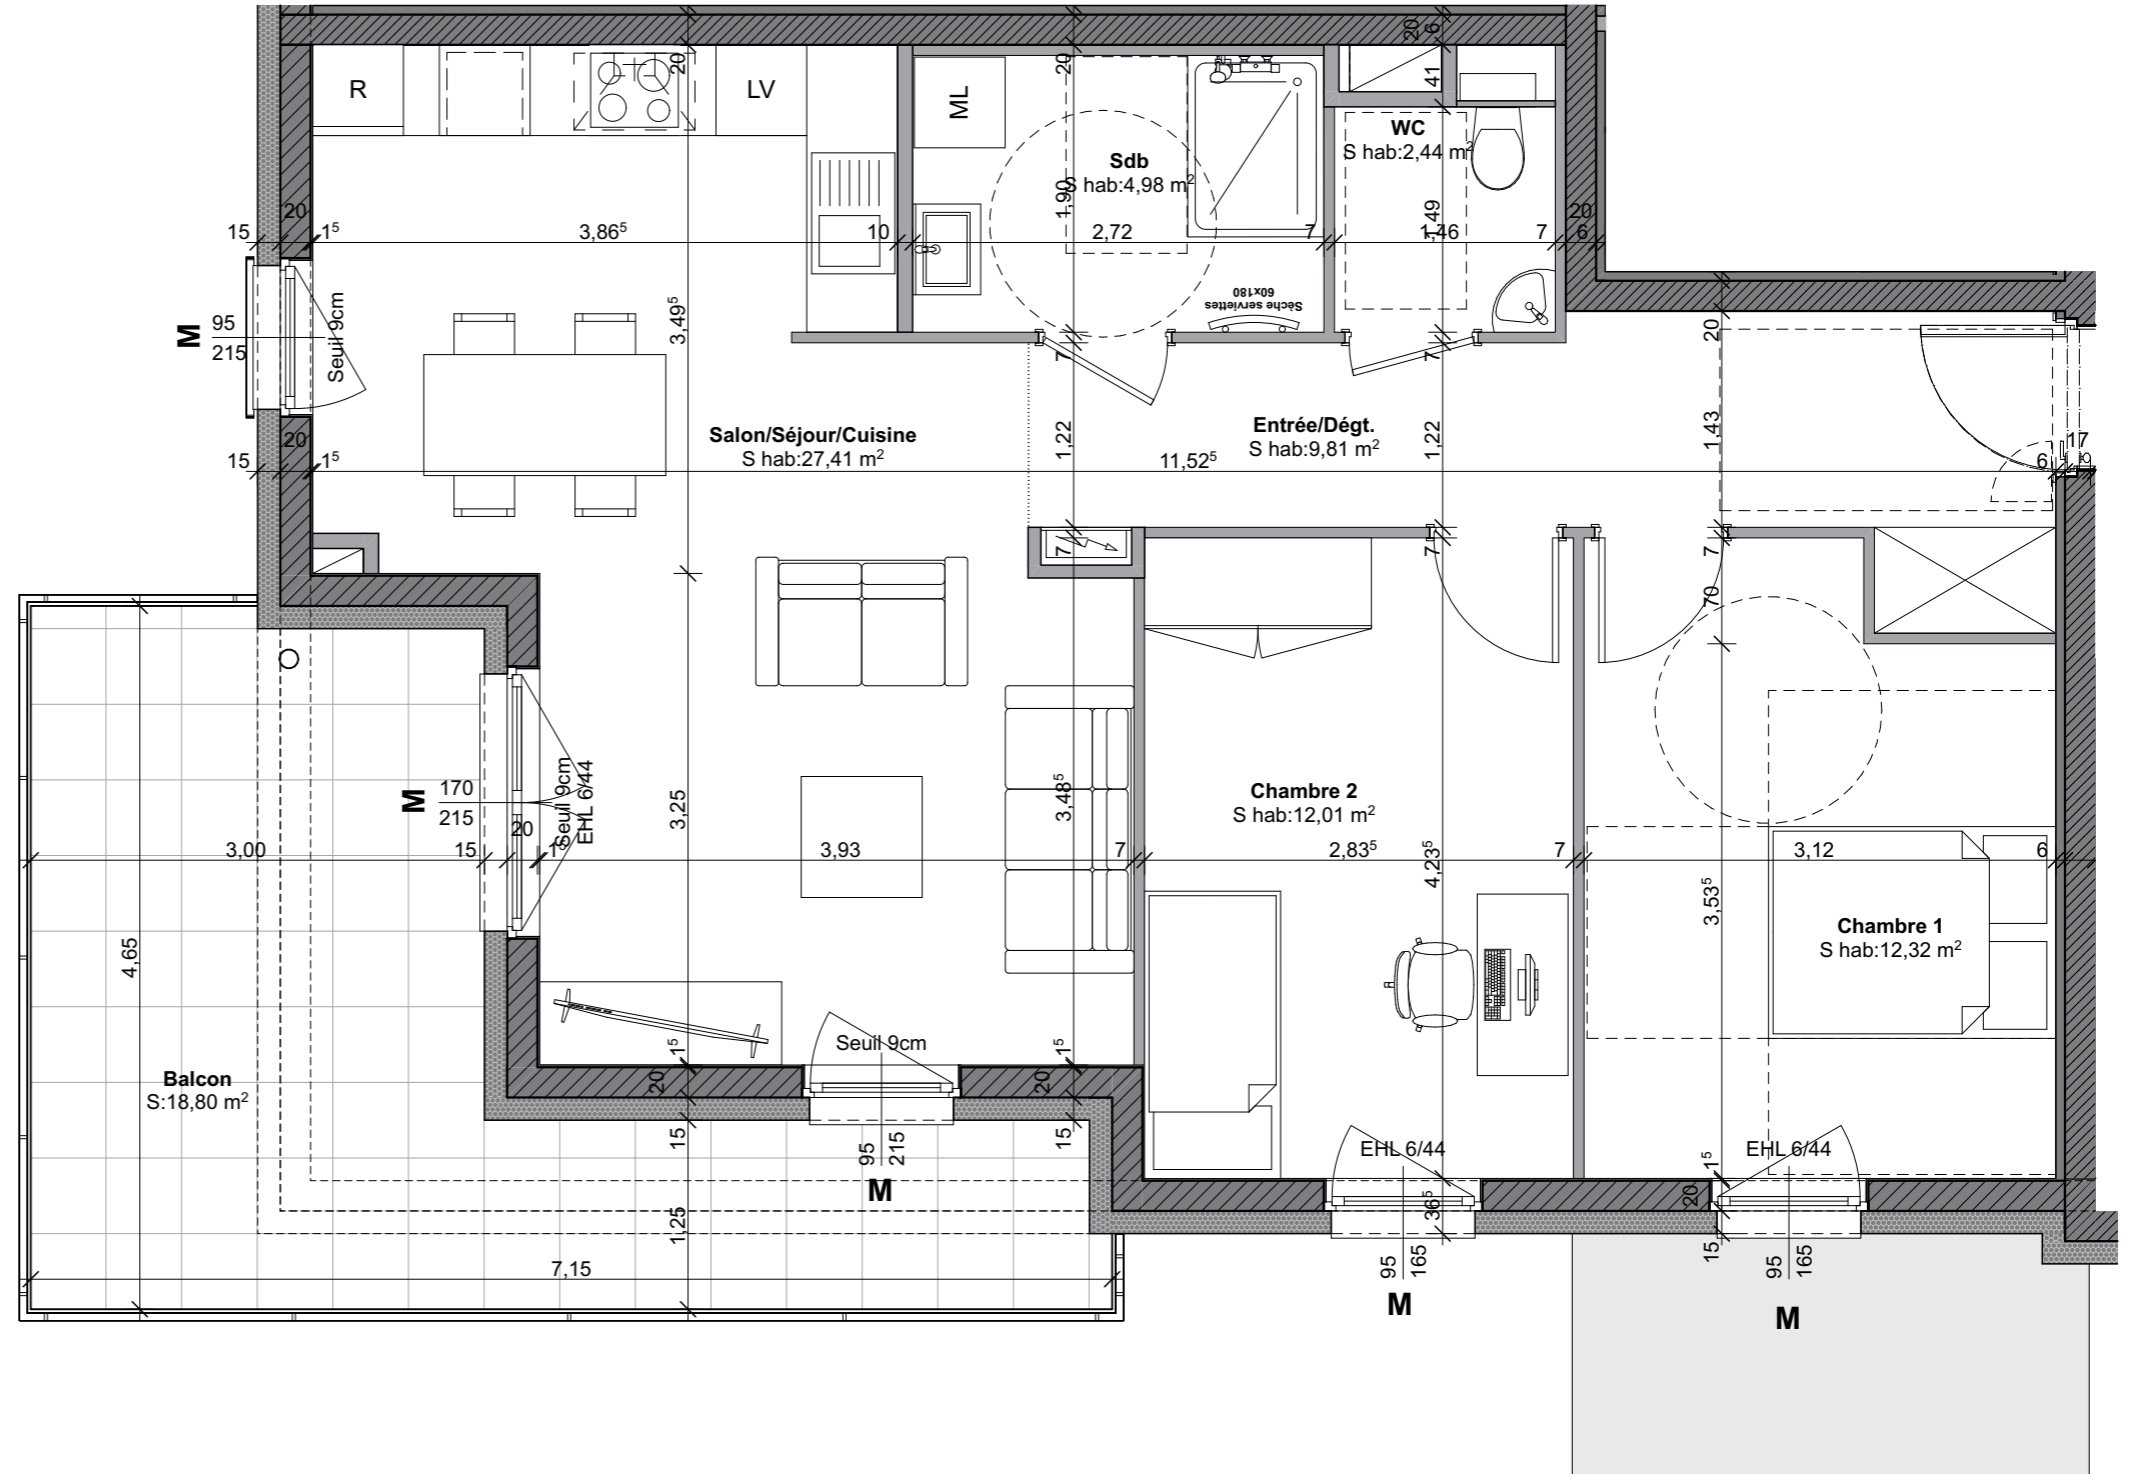 20
20
20
6
41
R
LV
ML
WC
S hab:2,44 m²
Sdb
S hab:4,98 m²
1,90
1,49
20
20
15
1⁵
3,86⁵
10
2,72
7
1,46
7
6
Sèche serviettes
60x180
M
95
215
Seuil 9cm
3,49⁵
7
7
20
20
15
1⁵
Salon/Séjour/Cuisine
S hab:27,41 m²
1,22
11,52⁵
Entrée/Dégt.
S hab:9,81 m²
1,22
1,43
17
6
7
7
7
70
M
170
215
20
Seuil 9cm
EHL 6/44
3,25
3,48⁵
Chambre 2
S hab:12,01 m²
3,00
15
1⁵
3,93
7
2,83⁵
4,23⁵
7
3,12
6
3,53⁵
Chambre 1
S hab:12,32 m²
4,65
Balcon
S:18,80 m²
1⁵
20
Seuil 9cm
1⁵
20
15
95
215
15
M
EHL 6/44
EHL 6/44
1⁵
20
36⁵
1,25
15
95
165
95
165
7,15
M
M